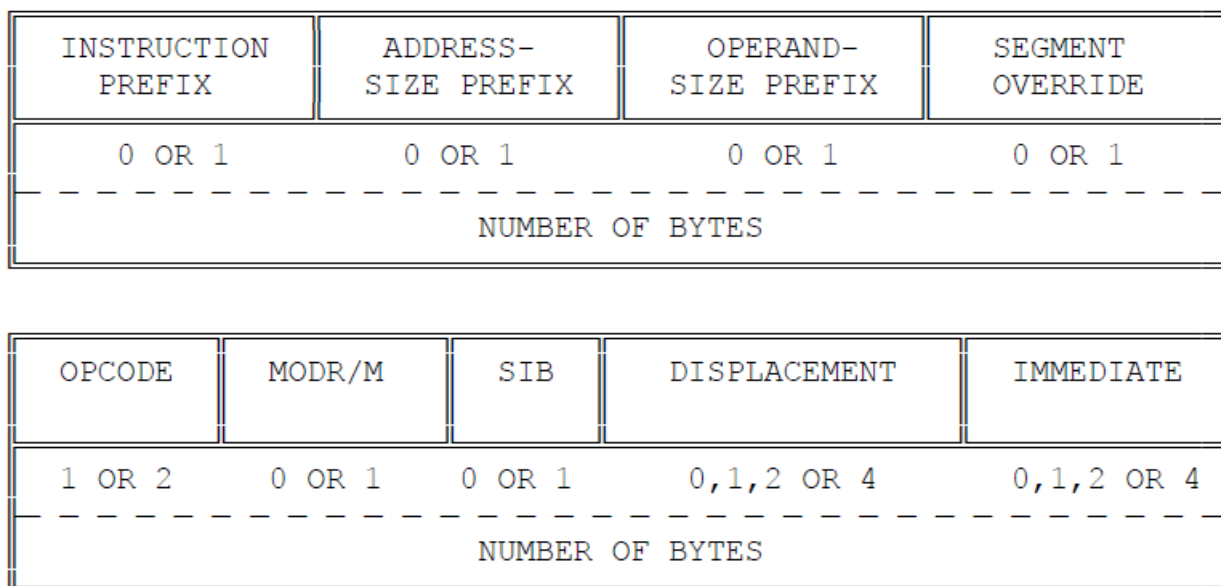 INSTRUCTION ADDRESS- OPERAND- SEGMENT
PREFIX SIZE PREFIX SIZE PREFIX OVERRIDE
0 OR 1 0 OR 1 0 OR 1 0 OR 1
NUMBER OF BYTES
OPCODE MODR/M SIB DISPLACEMENT IMMEDIATE
1 OR 2 0 OR 1 0 OR 1 0,1,2 OR 4 0,1,2 OR 4
NUMBER OF BYTES